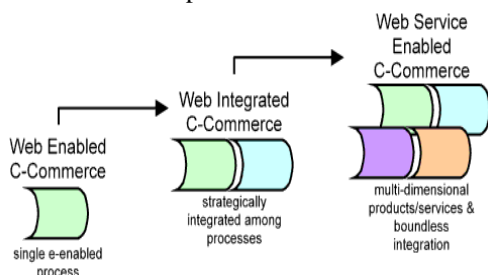 Web Enabled
C-Commerce
single e-enabled
process
Web Integrated
C-Commerce
strategically
integrated among
processes
Web Service
Enabled
C-Commerce
multi-dimensional
products/services &
boundless
integration